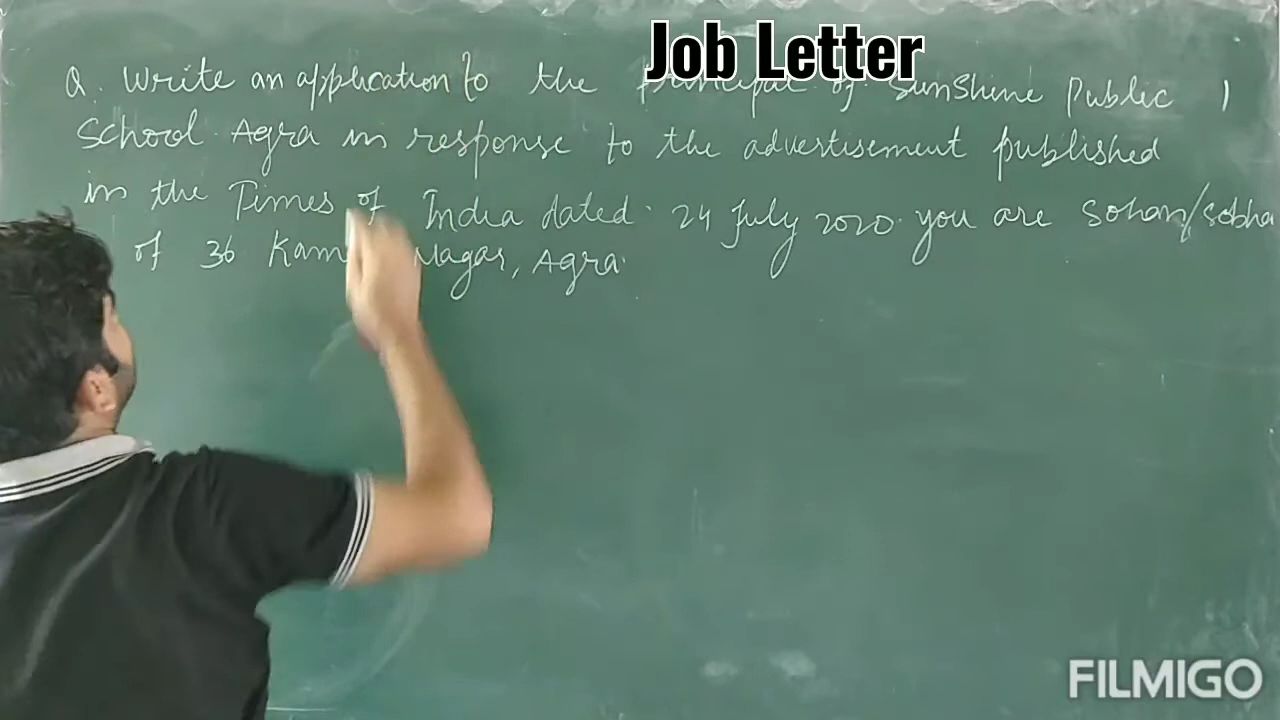 Job Letter
Q. Write an application to the principal of Sunshine Public
School Agra in response to the advertisement published
in the Times of India dated 24 July 2020. you are Sohan/Sobha
of 36 Nagar, Agra.
FILMIGO